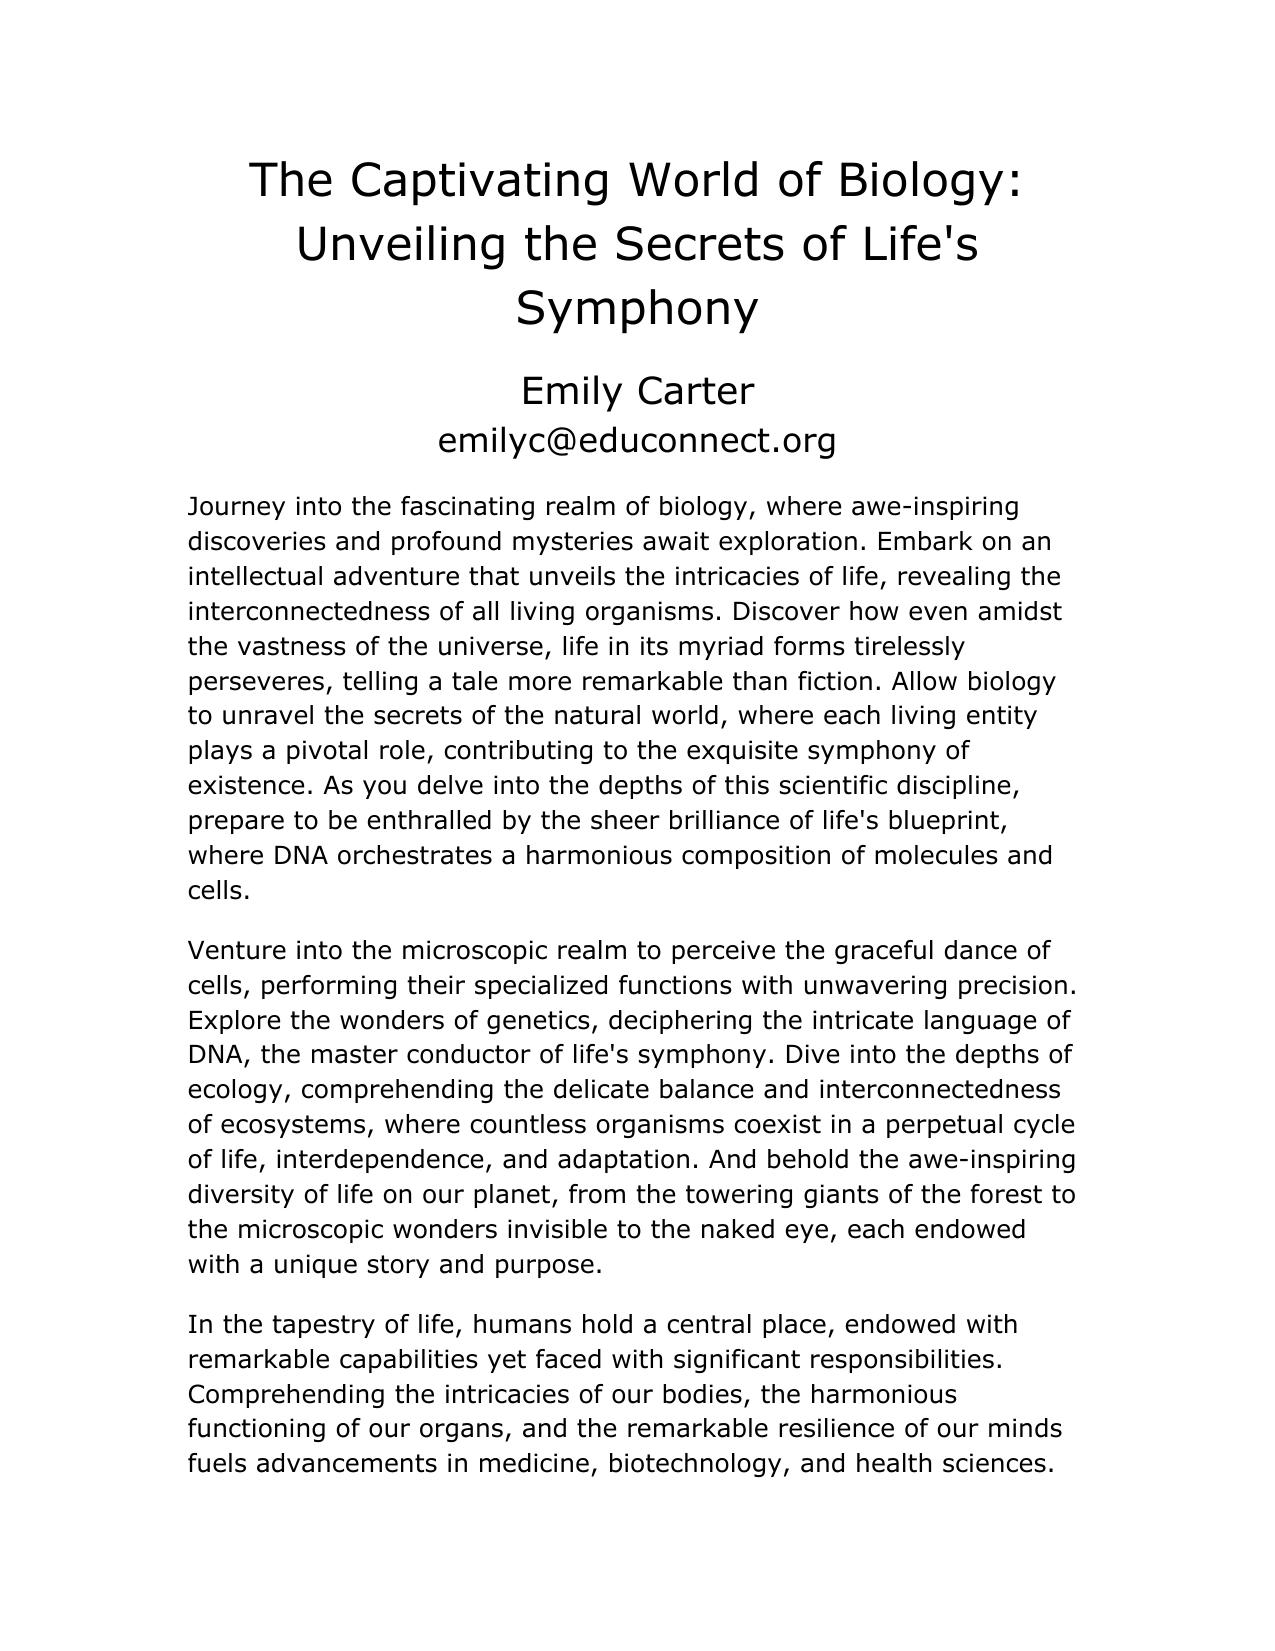 The Captivating World of Biology:
Unveiling the Secrets of Life's
Symphony
Emily Carter
emilyc@educonnect.org
Journey into the fascinating realm of biology, where awe-inspiring
discoveries and profound mysteries await exploration. Embark on an
intellectual adventure that unveils the intricacies of life, revealing the
interconnectedness of all living organisms. Discover how even amidst
the vastness of the universe, life in its myriad forms tirelessly
perseveres, telling a tale more remarkable than fiction. Allow biology
to unravel the secrets of the natural world, where each living entity
plays a pivotal role, contributing to the exquisite symphony of
existence. As you delve into the depths of this scientific discipline,
prepare to be enthralled by the sheer brilliance of life's blueprint,
where DNA orchestrates a harmonious composition of molecules and
cells.
Venture into the microscopic realm to perceive the graceful dance of
cells, performing their specialized functions with unwavering precision.
Explore the wonders of genetics, deciphering the intricate language of
DNA, the master conductor of life's symphony. Dive into the depths of
ecology, comprehending the delicate balance and interconnectedness
of ecosystems, where countless organisms coexist in a perpetual cycle
of life, interdependence, and adaptation. And behold the awe-inspiring
diversity of life on our planet, from the towering giants of the forest to
the microscopic wonders invisible to the naked eye, each endowed
with a unique story and purpose.
In the tapestry of life, humans hold a central place, endowed with
remarkable capabilities yet faced with significant responsibilities.
Comprehending the intricacies of our bodies, the harmonious
functioning of our organs, and the remarkable resilience of our minds
fuels advancements in medicine, biotechnology, and health sciences.